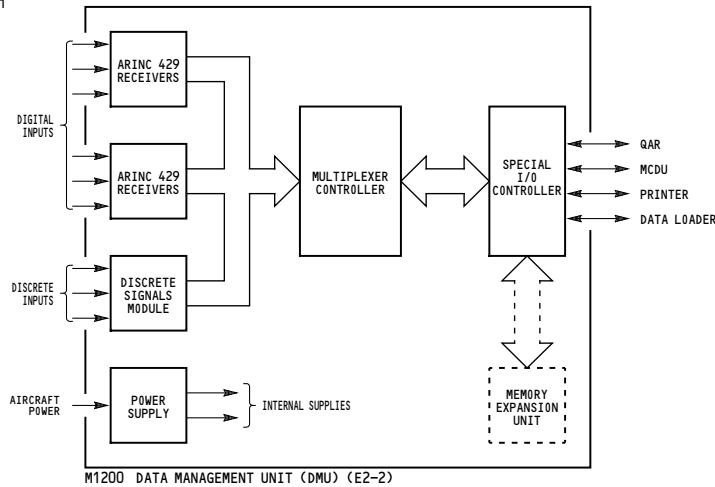 ARINC 429
RECEIVERS
DIGITAL
INPUTS
ARINC 429
RECEIVERS
MULTIPLEXER
CONTROLLER
SPECIAL
I/O
CONTROLLER
QAR
MCDU
PRINTER
DATA LOADER
DISCRETE
INPUTS
DISCRETE
SIGNALS
MODULE
AIRCRAFT
POWER
POWER
SUPPLY
INTERNAL SUPPLIES
MEMORY
EXPANSION
UNIT
M1200 DATA MANAGEMENT UNIT (DMU) (E2-2)